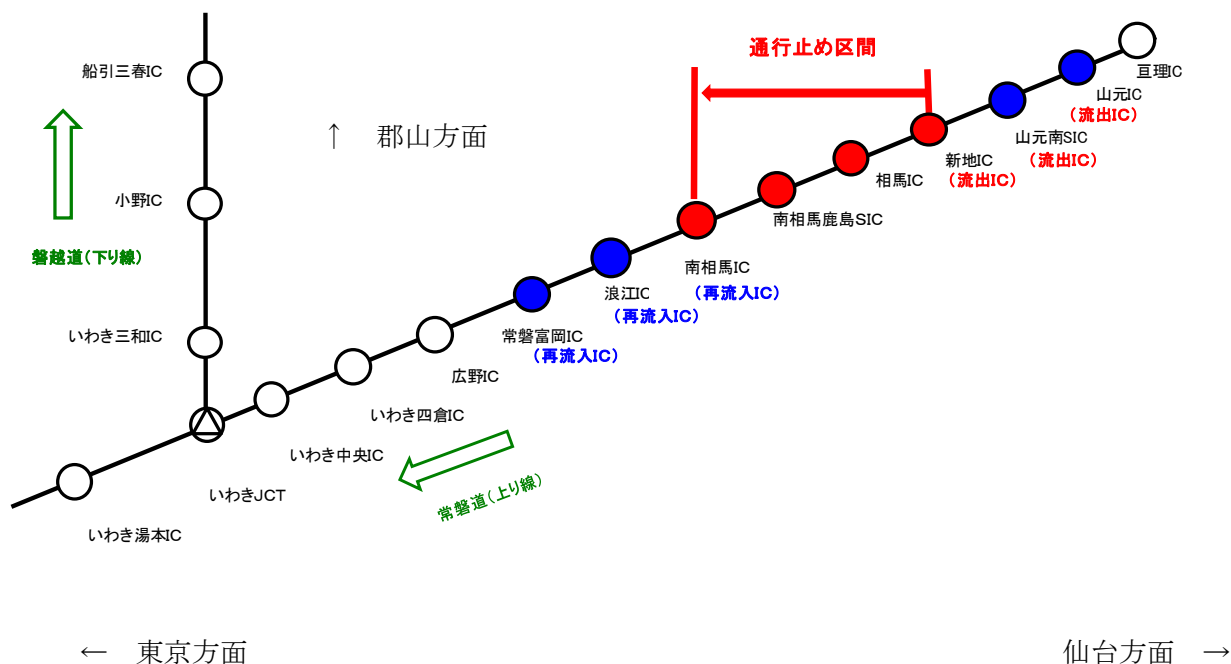 通行止め区間
船引三春IC
亘理IC
山元IC
(流出IC)
↑　郡山方面
山元南SIC
(流出IC)
新地IC
(流出IC)
相馬IC
小野IC
南相馬鹿島SIC
磐越道(下り線)
南相馬IC
(再流入IC)
浪江IC
(再流入IC)
いわき三和IC
常磐富岡IC
(再流入IC)
広野IC
いわき四倉IC
いわき中央IC
常磐道(上り線)
いわきJCT
いわき湯本IC
←　東京方面
仙台方面　→